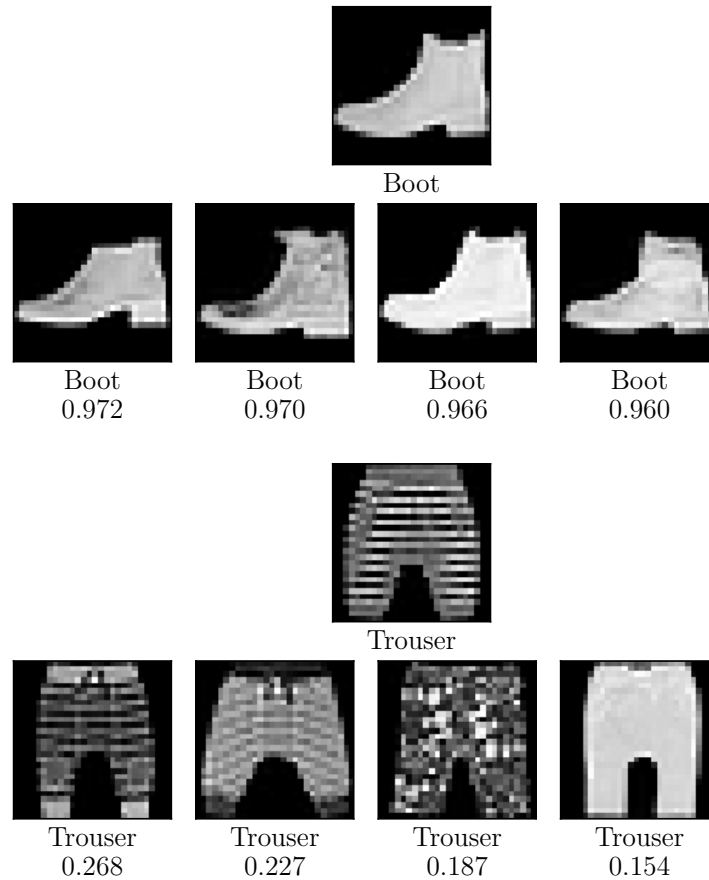 Boot
Boot Boot Boot Boot
0.972 0.970 0.966 0.960
Trouser
Trouser Trouser Trouser Trouser
0.268 0.227 0.187 0.154